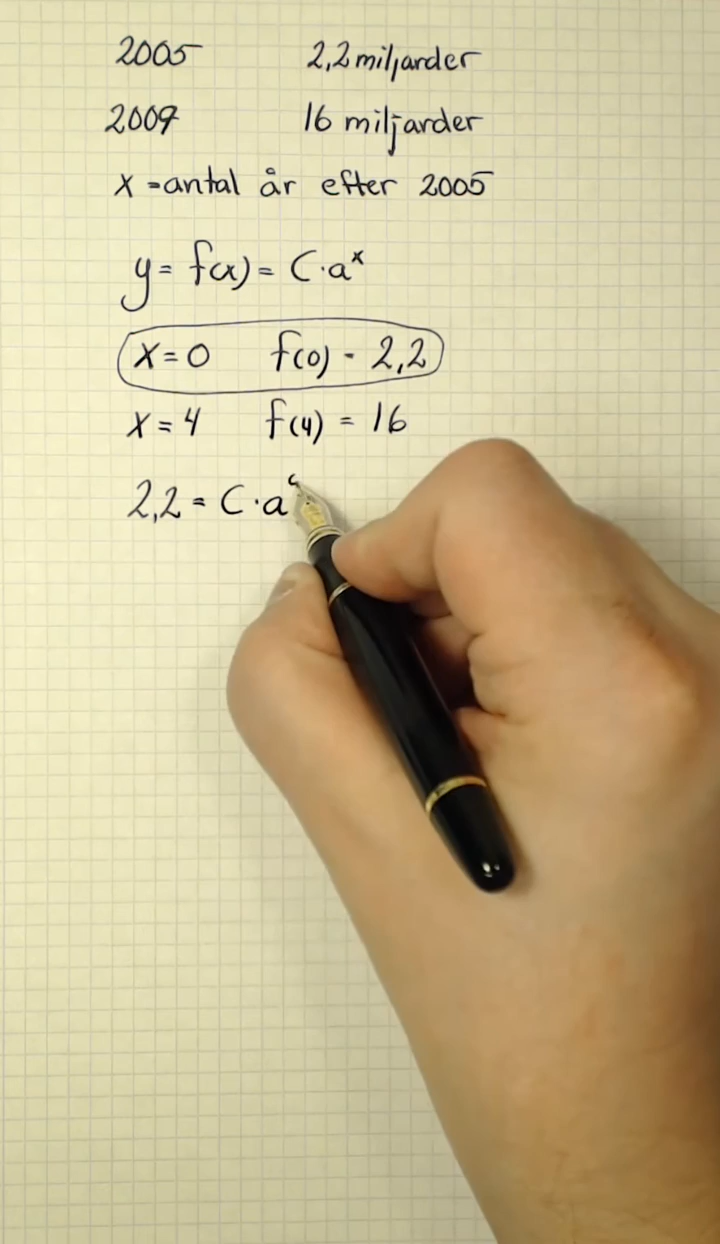 2005 2,2 miljarder
2009 16 miljarder
x = antal år efter 2005
y = f(x) = C·aˣ
x = 0 f(0) = 2,2
x = 4 f(4) = 16
2,2 = C·a